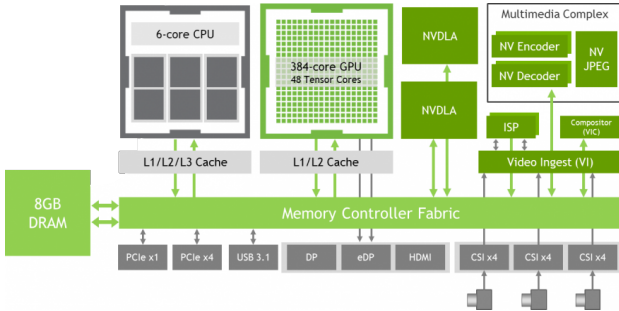 Multimedia Complex
6-core CPU
384-core GPU
48 Tensor Cores
NVDLA
NV Encoder
NV Decoder
NV
JPEG
NVDLA
ISP
Compositor
(VIC)
L1/L2/L3 Cache
L1/L2 Cache
Video Ingest (VI)
8GB
DRAM
Memory Controller Fabric
PCIe x1
PCIe x4
USB 3.1
DP
eDP
HDMI
CSI x4
CSI x4
CSI x4